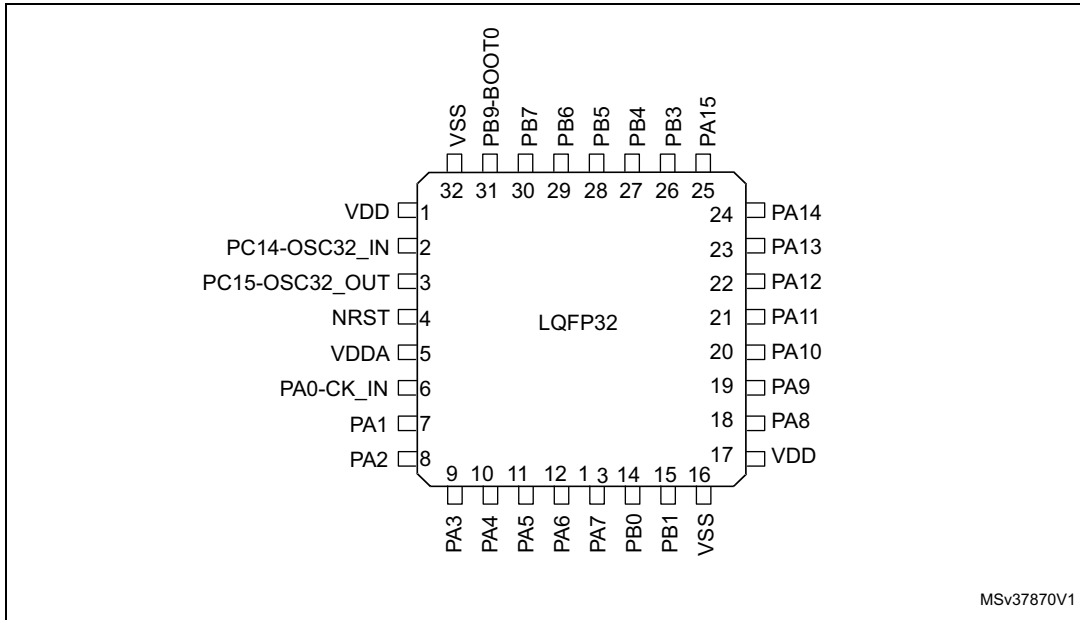 VSS
PB9-BOOT0
PB7
PB6
PB5
PB4
PB3
PA15
32 31 30 29 28 27 26 25
VDD 1
PC14-OSC32_IN 2
PC15-OSC32_OUT 3
NRST 4
VDDA 5
PA0-CK_IN 6
PA1 7
PA2 8
LQFP32
24 PA14
23 PA13
22 PA12
21 PA11
20 PA10
19 PA9
18 PA8
17 VDD
9 10 11 12 1 3 14 15 16
PA3
PA4
PA5
PA6
PA7
PB0
PB1
VSS
MSv37870V1